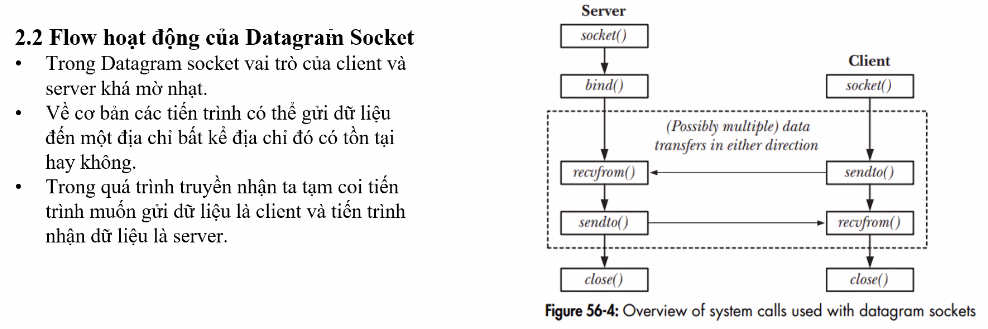 2.2 Flow hoạt động của Datagram Socket
• Trong Datagram socket vai trò của client và
server khá mờ nhạt.
• Về cơ bản các tiến trình có thể gửi dữ liệu
đến một địa chỉ bất kể địa chỉ đó có tồn tại
hay không.
• Trong quá trình truyền nhận ta tạm coi tiến
trình muốn gửi dữ liệu là client và tiến trình
nhận dữ liệu là server.
Server
socket()
bind()
Client
socket()
(Possibly multiple) data
transfers in either direction
recvfrom()
sendto()
sendto()
recvfrom()
close()
close()
Figure 56-4: Overview of system calls used with datagram sockets